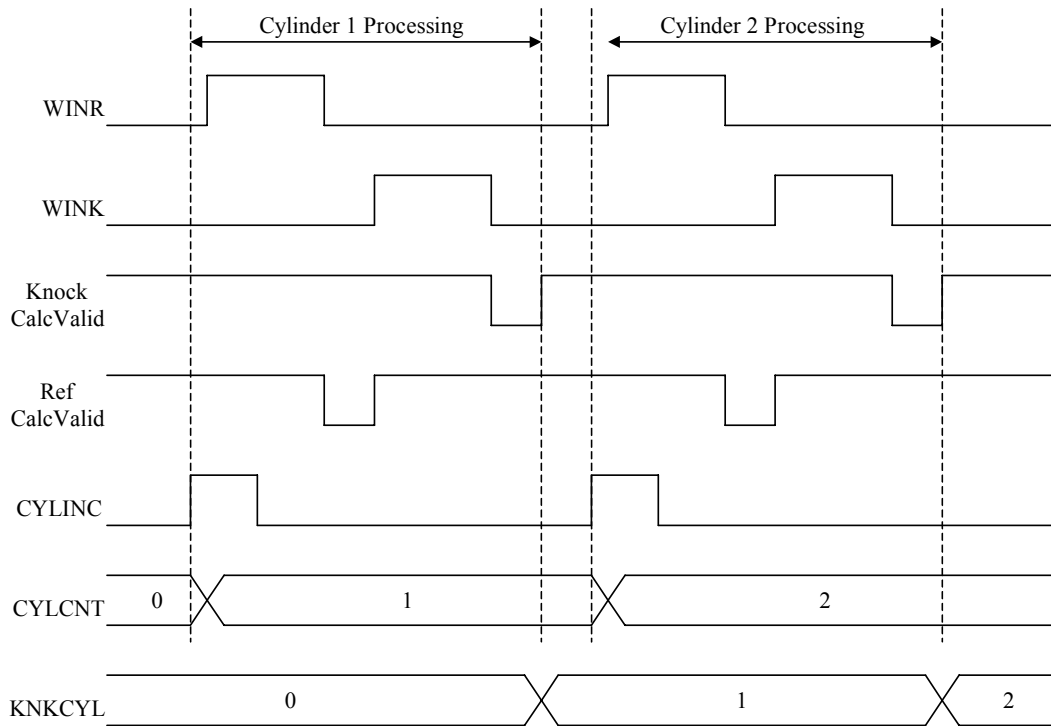 Cylinder 1 Processing
Cylinder 2 Processing
WINR
WINK
Knock
CalcValid
Ref
CalcValid
CYLINC
CYLCNT
0
1
2
KNKCYL
0
1
2